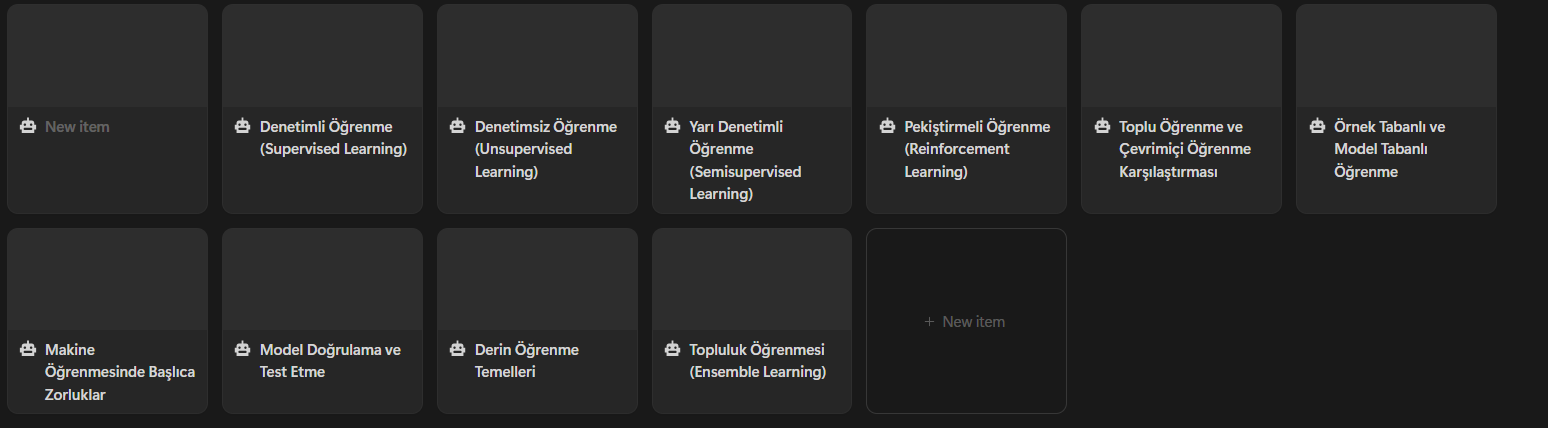 New item
Denetimli Öğrenme
(Supervised Learning)
Denetimsiz Öğrenme
(Unsupervised
Learning)
Yarı Denetimli
Öğrenme
(Semisupervised
Learning)
Pekiştirmeli Öğrenme
(Reinforcement
Learning)
Toplu Öğrenme ve
Çevrimiçi Öğrenme
Karşılaştırması
Örnek Tabanlı ve
Model Tabanlı
Öğrenme
Makine
Öğrenmesinde Başlıca
Zorluklar
Model Doğrulama ve
Test Etme
Derin Öğrenme
Temelleri
Topluluk Öğrenmesi
(Ensemble Learning)
+ New item